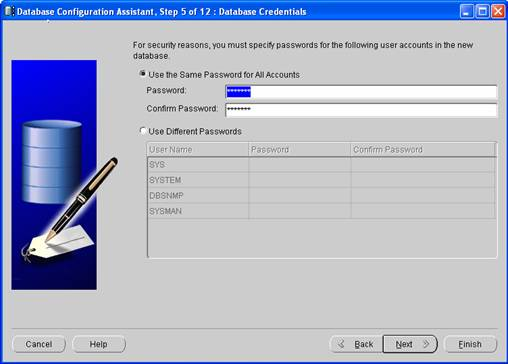 Database Configuration Assistant, Step 5 of 12 : Database Credentials
For security reasons, you must specify passwords for the following user accounts in the new
database.
Use the Same Password for All Accounts
Password: *******
Confirm Password: *******
Use Different Passwords
User Name Password Confirm Password
SYS
SYSTEM
DBSNMP
SYSMAN
Cancel Help Back Next Finish